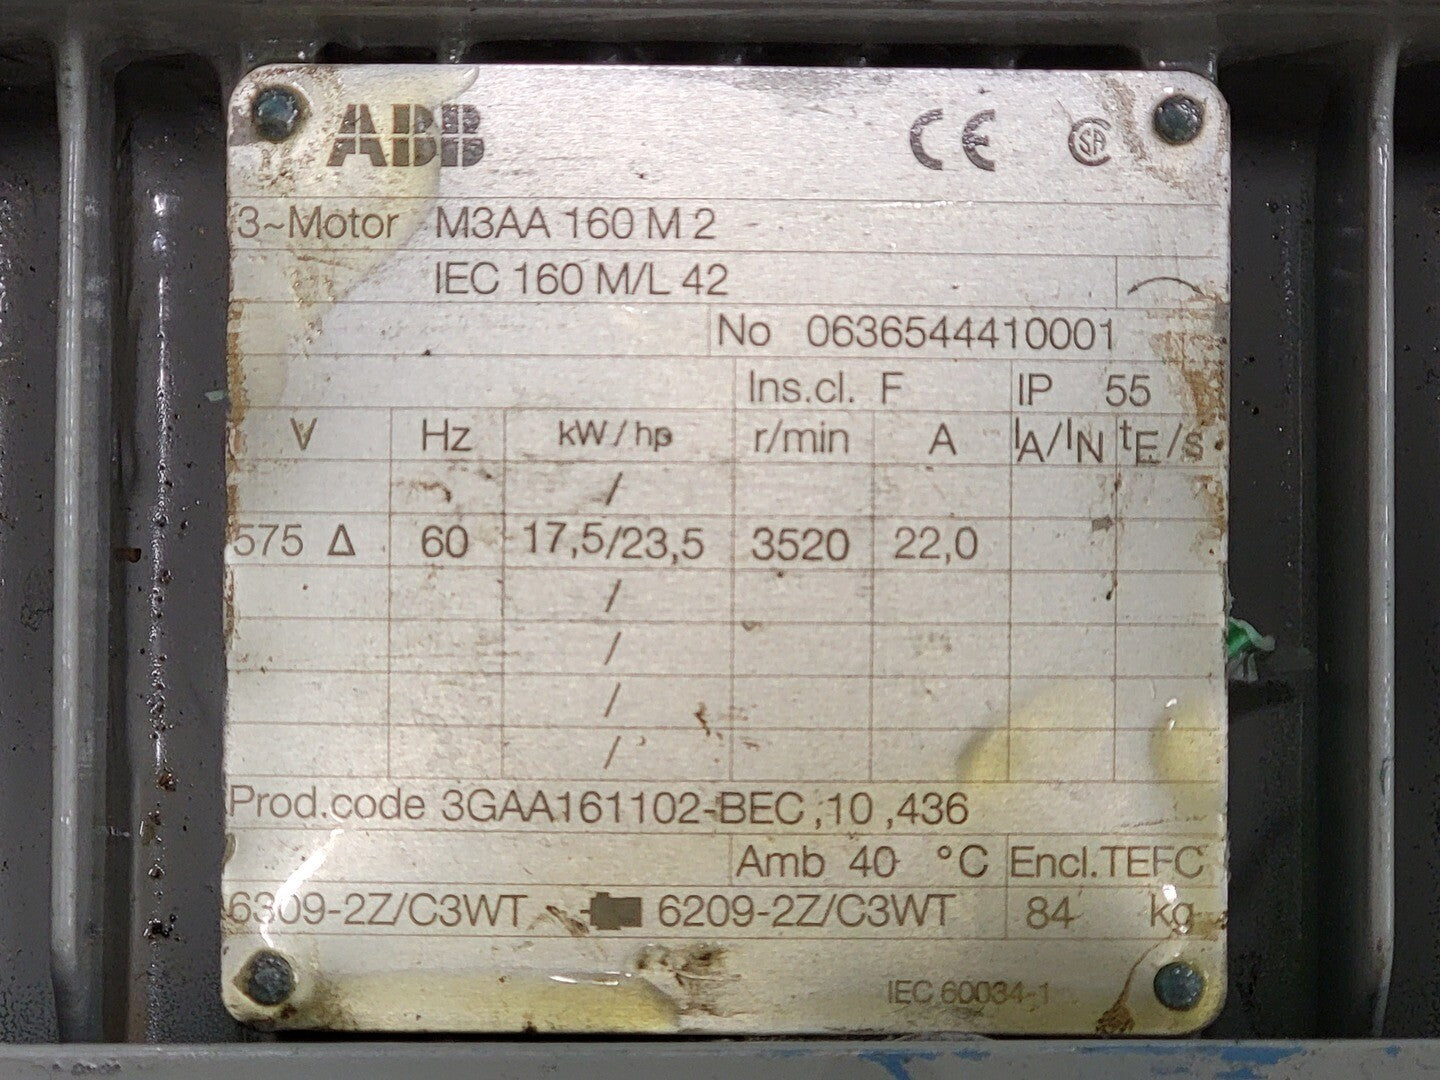 ABB CE CSA
3~Motor M3AA 160 M 2
IEC 160 M/L 42
No 0636544410001
Ins.cl. F IP 55
V Hz kW/hp r/min A IA/IN tE/s
/
575 Δ 60 17,5/23,5 3520 22,0
/
/
/
/
Prod.code 3GAA161102-BEC ,10 ,436
Amb 40 °C Encl.TEFC
6309-2Z/C3WT 6209-2Z/C3WT 84 kg
IEC 60034-1